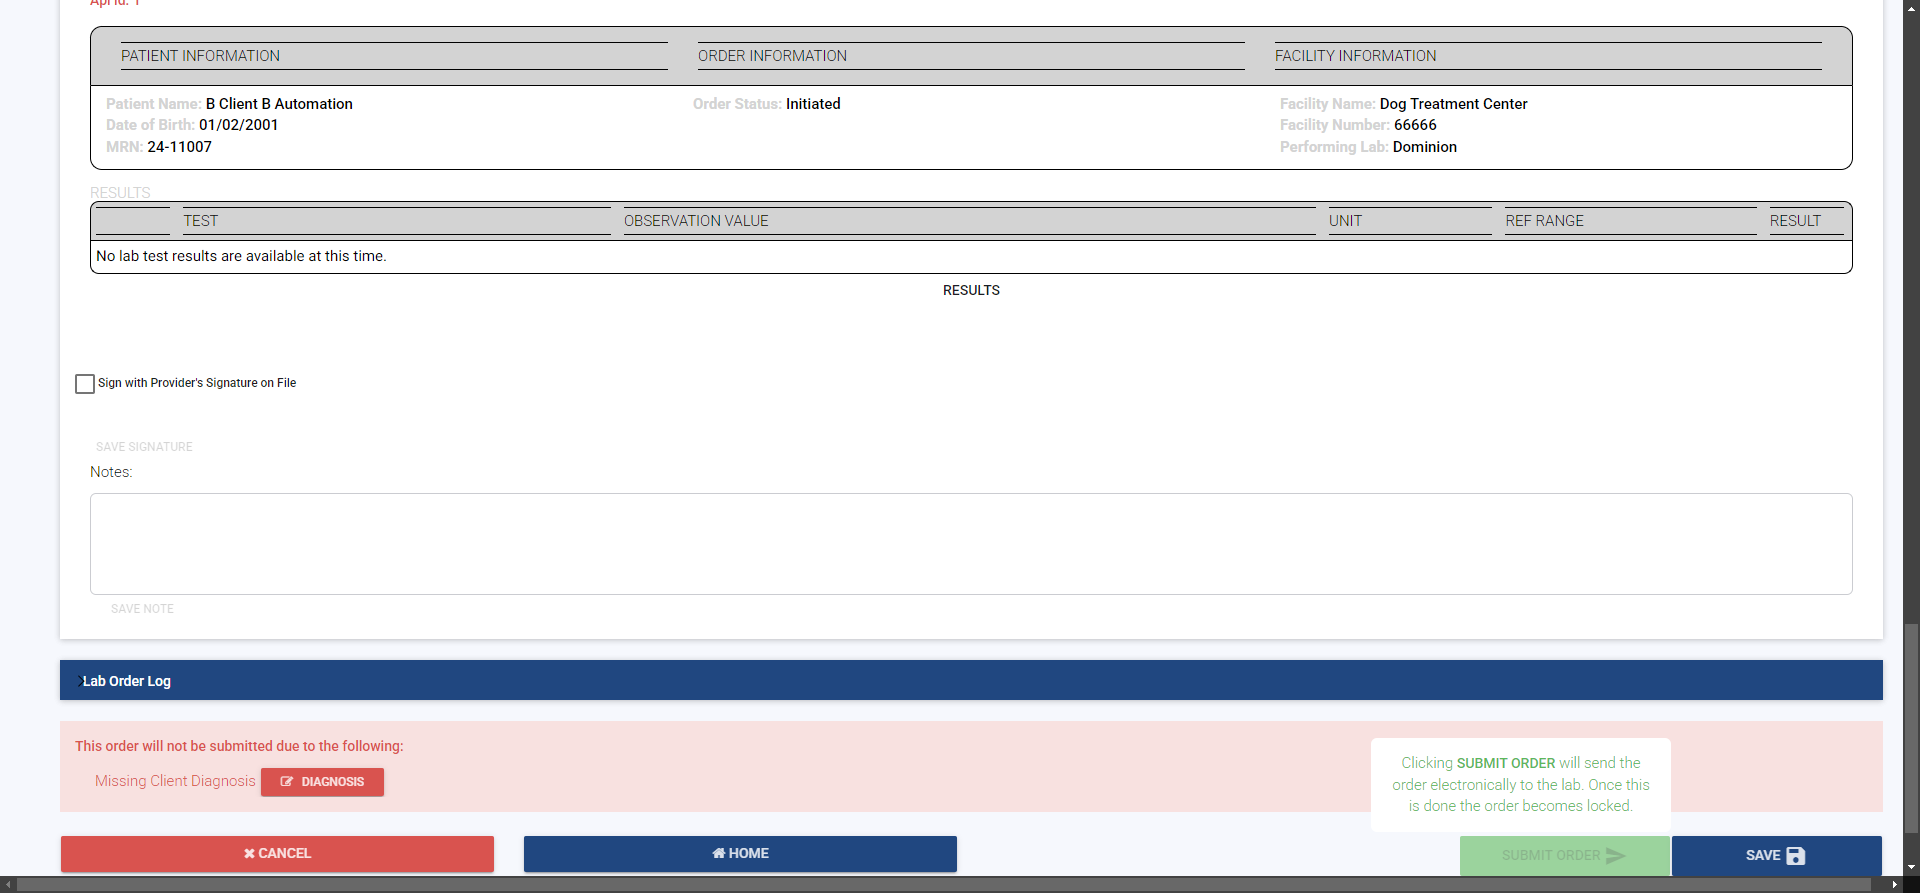 Api id: 1
PATIENT INFORMATION
ORDER INFORMATION
FACILITY INFORMATION
Patient Name: B Client B Automation
Order Status: Initiated
Facility Name: Dog Treatment Center
Date of Birth: 01/02/2001
Facility Number: 66666
MRN: 24-11007
Performing Lab: Dominion
RESULTS
TEST
OBSERVATION VALUE
UNIT
REF RANGE
RESULT
No lab test results are available at this time.
RESULTS
Sign with Provider's Signature on File
SAVE SIGNATURE
Notes:
SAVE NOTE
Lab Order Log
This order will not be submitted due to the following:
Missing Client Diagnosis
DIAGNOSIS
Clicking SUBMIT ORDER will send the
order electronically to the lab. Once this
is done the order becomes locked.
CANCEL
HOME
SUBMIT ORDER
SAVE